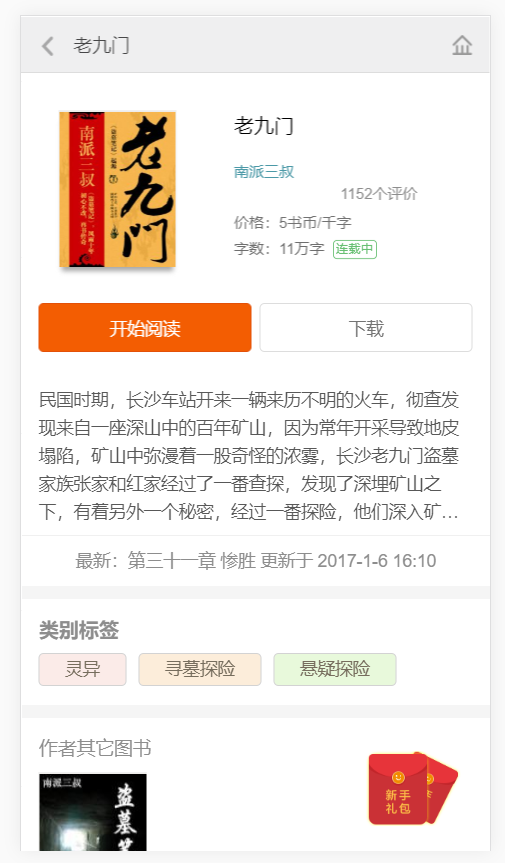 老九门
南派三叔
老九門
老九门
南派三叔
1152个评价
价格：5书币/千字
字数：11万字 连载中
开始阅读
下载
民国时期，长沙车站开来一辆来历不明的火车，彻查发
现来自一座深山中的百年矿山，因为常年开采导致地皮
塌陷，矿山中弥漫着一股奇怪的浓雾，长沙老九门盗墓
家族张家和红家经过了一番查探，发现了深埋矿山之
下，有着另外一个秘密，经过一番探险，他们深入矿...
最新：第三十一章 惨胜 更新于 2017-1-6 16:10
类别标签
灵异
寻墓探险
悬疑探险
作者其它图书
南派三叔
盗墓
新手
礼包